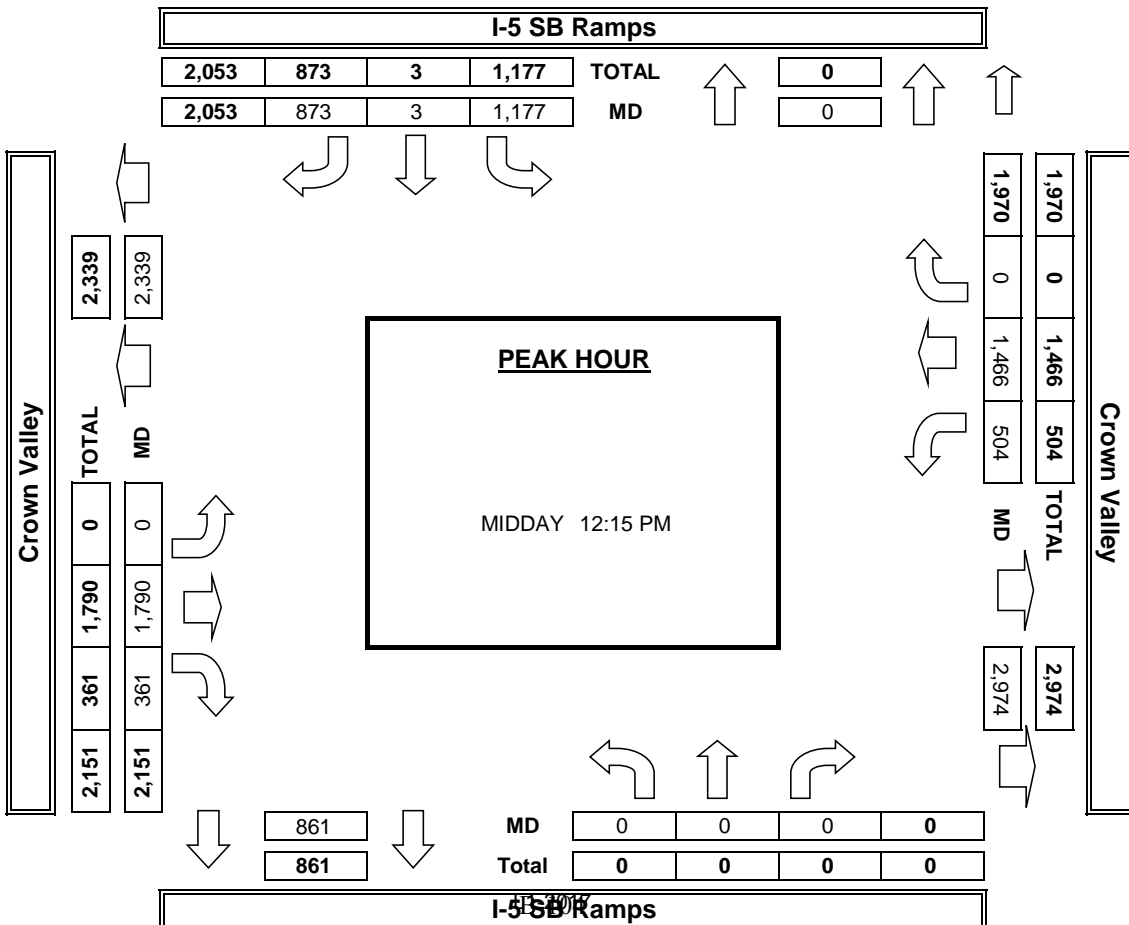 I-5 SB Ramps
2,053 873 3 1,177 TOTAL 0
2,053 873 3 1,177 MD 0
Crown Valley
TOTAL MD
2,339 2,339
0 0
1,790 1,790
361 361
2,151 2,151
PEAK HOUR
MIDDAY 12:15 PM
1,970 1,970
0 0
1,466 1,466
504 504
MD TOTAL
2,974 2,974
Crown Valley
861 MD 0 0 0 0
861 Total 0 0 0 0
I-5 SB Ramps